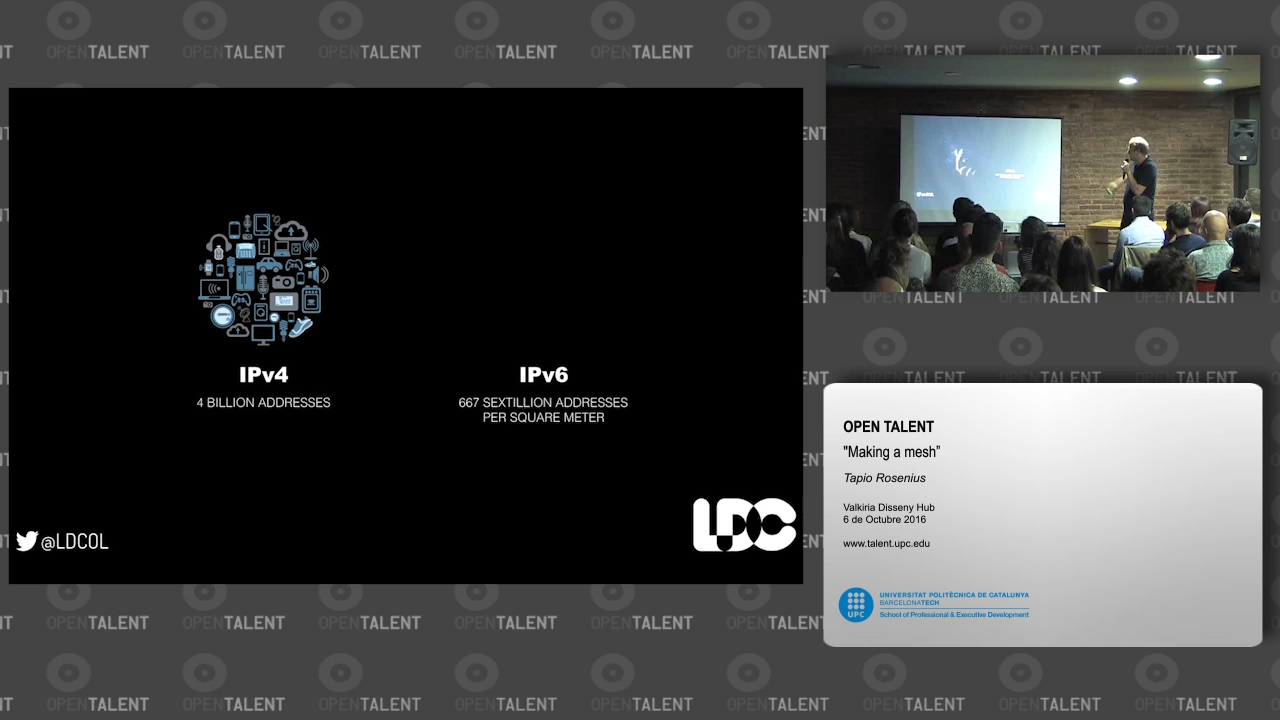 IPv4
4 BILLION ADDRESSES
IPv6
667 SEXTILLION ADDRESSES
PER SQUARE METER
@LDCOL
LDC
OPEN TALENT
"Making a mesh"
Tapio Rosenius
Valkiria Disseny Hub
6 de Octubre 2016
www.talent.upc.edu
UPC
UNIVERSITAT POLITÈCNICA DE CATALUNYA
BARCELONATECH
School of Professional & Executive Development
OPENTALENT